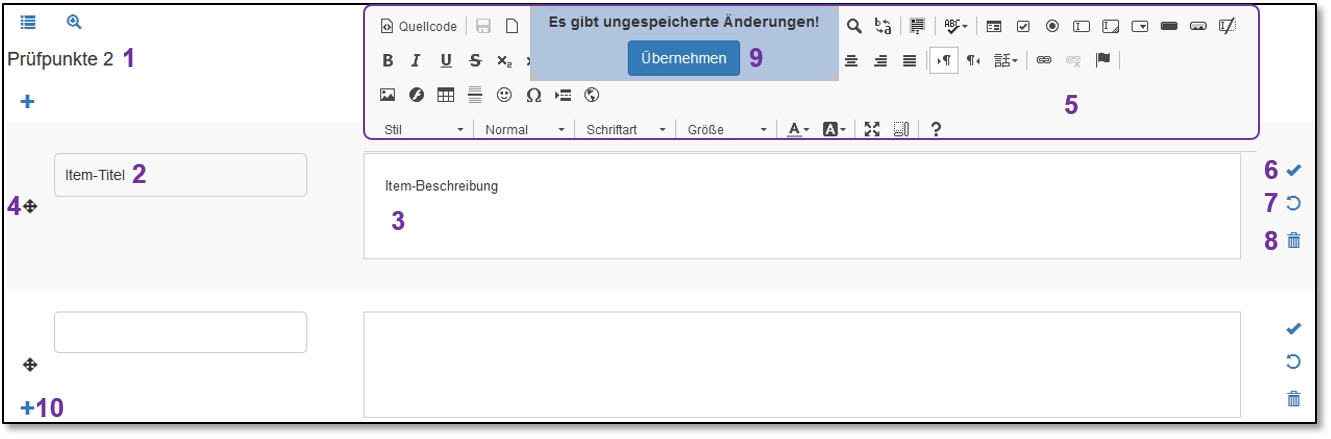 Quellcode
Es gibt ungespeicherte Änderungen!
Übernehmen 9
Prüfpunkte 2 1
B I U S x₂
5
Stil Normal Schriftart Größe A A ?
Item-Titel 2
Item-Beschreibung
3
4
6
7
8
10